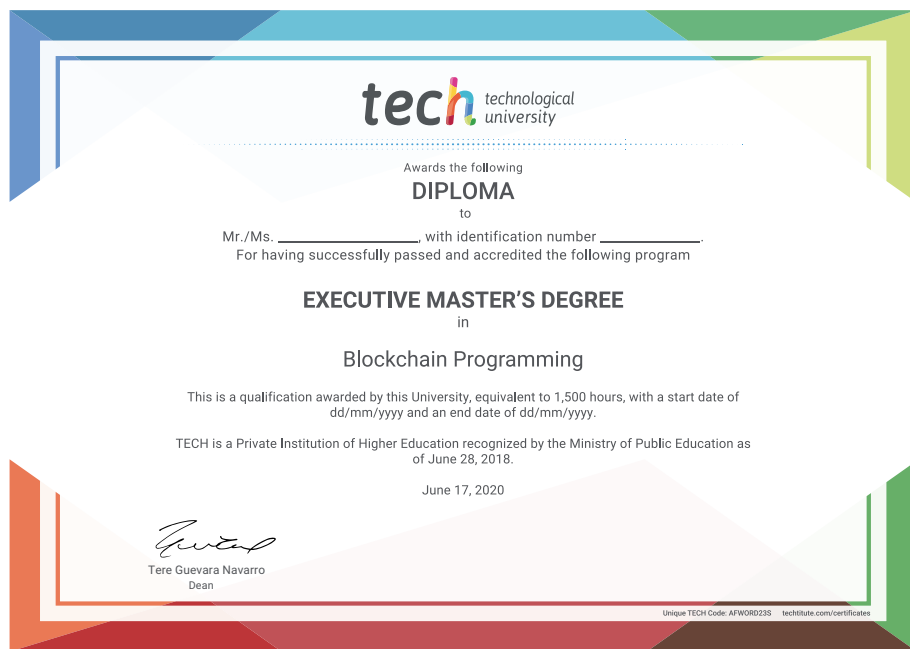 tech technological
university
Awards the following
DIPLOMA
to
Mr./Ms. ____________________, with identification number ______________.
For having successfully passed and accredited the following program
EXECUTIVE MASTER'S DEGREE
in
Blockchain Programming
This is a qualification awarded by this University, equivalent to 1,500 hours, with a start date of
dd/mm/yyyy and an end date of dd/mm/yyyy.
TECH is a Private Institution of Higher Education recognized by the Ministry of Public Education as
of June 28, 2018.
June 17, 2020
Tere Guevara Navarro
Dean
Unique TECH Code: AFWORD23S techtitute.com/certificates